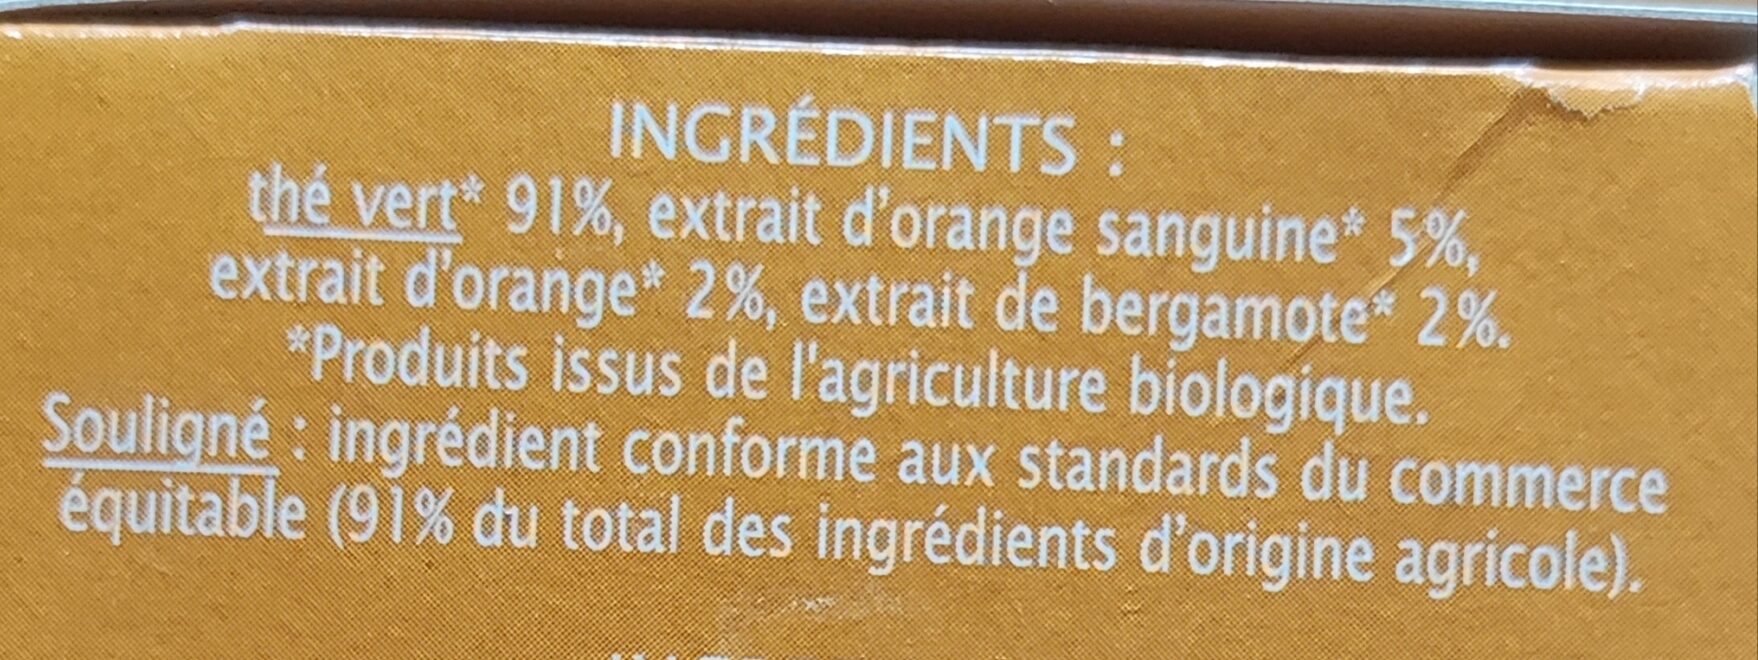 INGRÉDIENTS :
thé vert* 91%, extrait d'orange sanguine* 5%,
extrait d'orange* 2%, extrait de bergamote* 2%.
*Produits issus de l'agriculture biologique.
Souligné : ingrédient conforme aux standards du commerce
équitable (91% du total des ingrédients d'origine agricole).